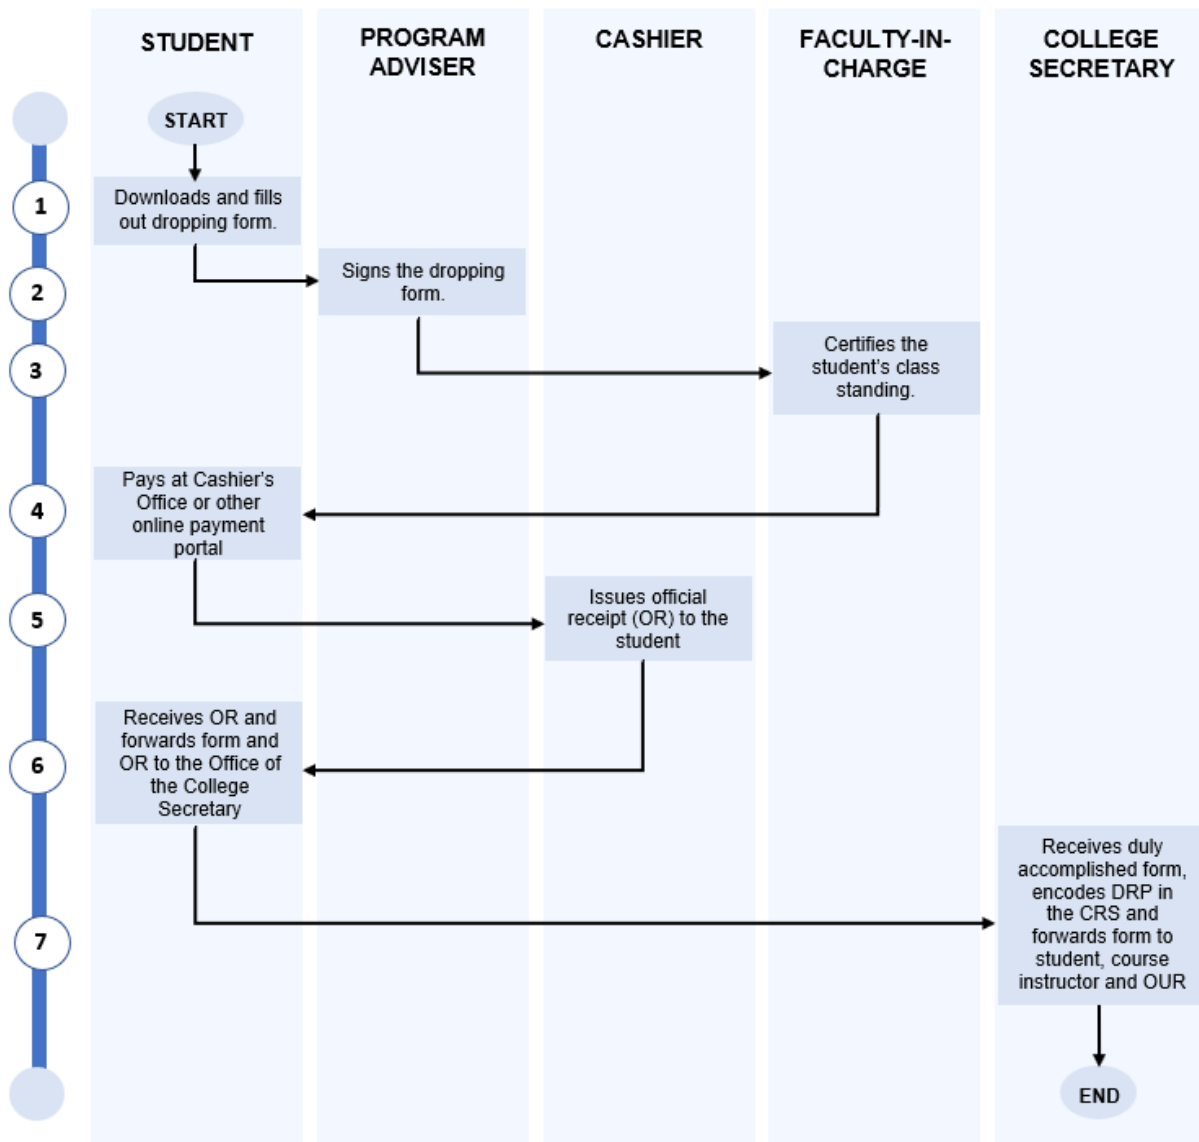 STUDENT
PROGRAM
ADVISER
CASHIER
FACULTY-IN-
CHARGE
COLLEGE
SECRETARY
START
1
Downloads and fills
out dropping form.
2
Signs the dropping
form.
3
Certifies the
student's class
standing.
4
Pays at Cashier's
Office or other
online payment
portal
5
Issues official
receipt (OR) to the
student
6
Receives OR and
forwards form and
OR to the Office of
the College
Secretary
7
Receives duly
accomplished form,
encodes DRP in
the CRS and
forwards form to
student, course
instructor and OUR
END